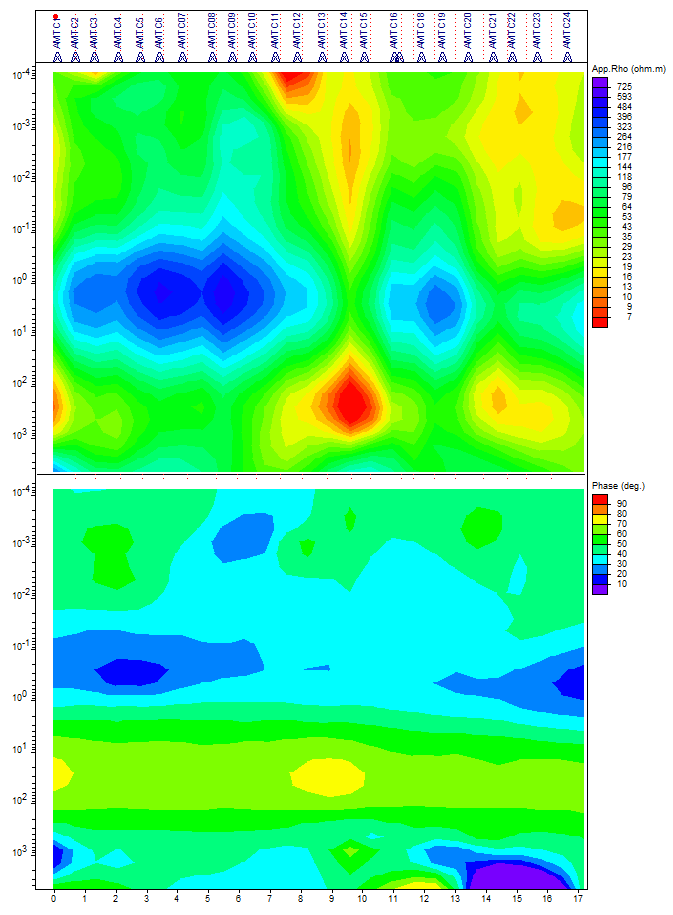 AMT C
AMT C2
AMT C-3
AMT C.4
AMT C.5
AMT C.6
AMT C07
AMT C08
AMT C09
AMT C10
AMT C11
AMT C12
AMT C13
AMT C14
AMT C15
AMT C16
AMT C18
AMT C19
AMT C20
AMT C21
AMT C22
AMT C23
AMT C24
10⁻⁴
10⁻³
10⁻²
10⁻¹
10⁰
10¹
10²
10³
App.Rho (ohm.m)
725
593
484
396
323
264
216
177
144
118
96
79
64
53
43
35
29
23
19
16
13
10
9
7
10⁻⁴
10⁻³
10⁻²
10⁻¹
10⁰
10¹
10²
10³
Phase (deg.)
90
80
70
60
50
40
30
20
10
0 1 2 3 4 5 6 7 8 9 10 11 12 13 14 15 16 17